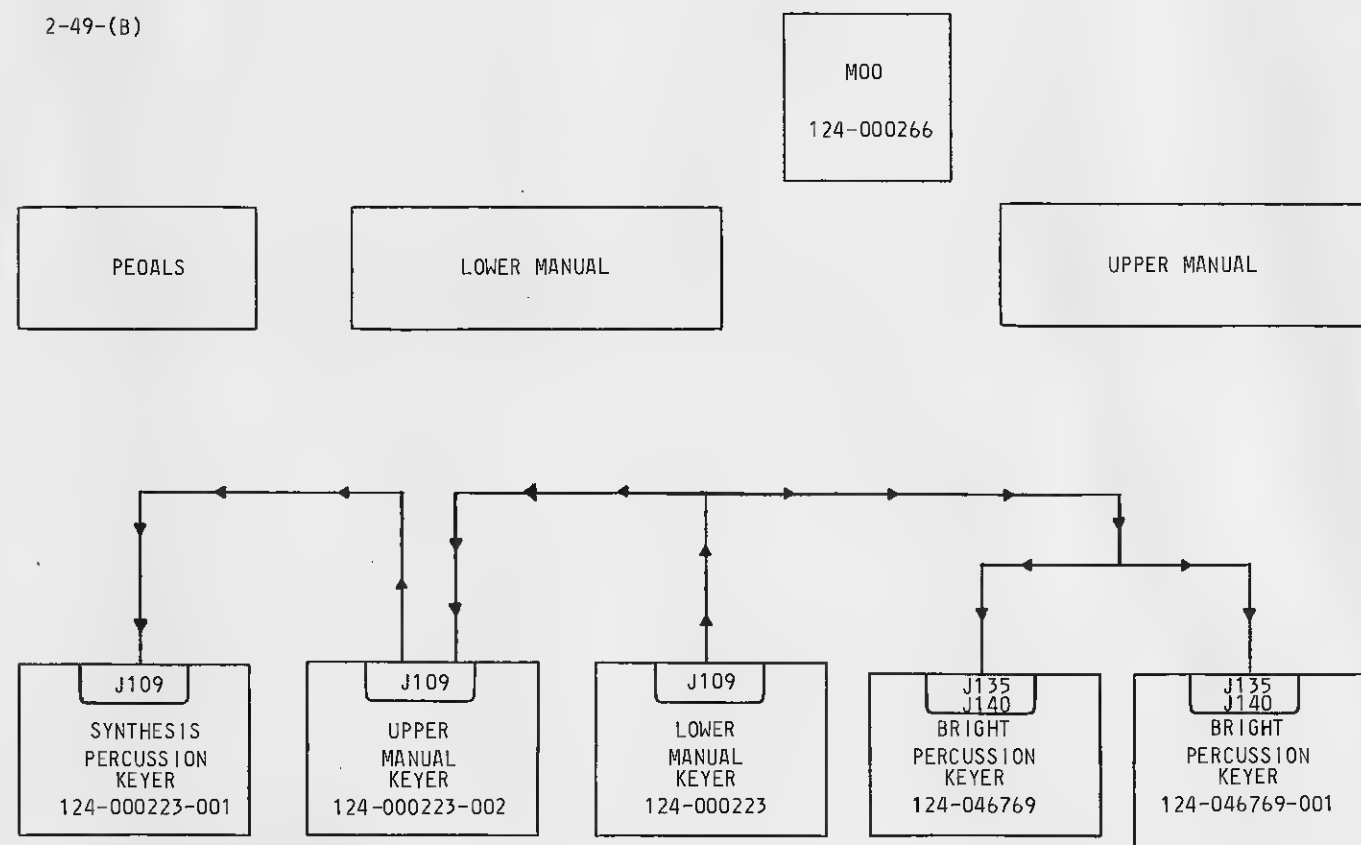 2-49-(B)
MOO
124-000266
PEOALS
LOWER MANUAL
UPPER MANUAL
J109
SYNTHESIS
PERCUSSION
KEYER
124-000223-001
J109
UPPER
MANUAL
KEYER
124-000223-002
J109
LOWER
MANUAL
KEYER
124-000223
J135
J140
BRIGHT
PERCUSSION
KEYER
124-046769
J135
J140
BRIGHT
PERCUSSION
KEYER
124-046769-001